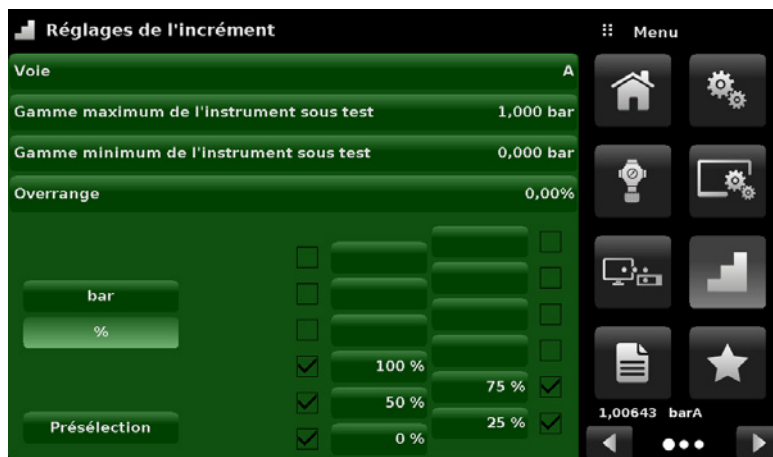 Réglages de l'incrément
Menu
Voie A
Gamme maximum de l'instrument sous test 1,000 bar
Gamme minimum de l'instrument sous test 0,000 bar
Overrange 0,00%
bar
%
100 %
75 %
50 %
25 %
0 %
Présélection
1,00643 barA